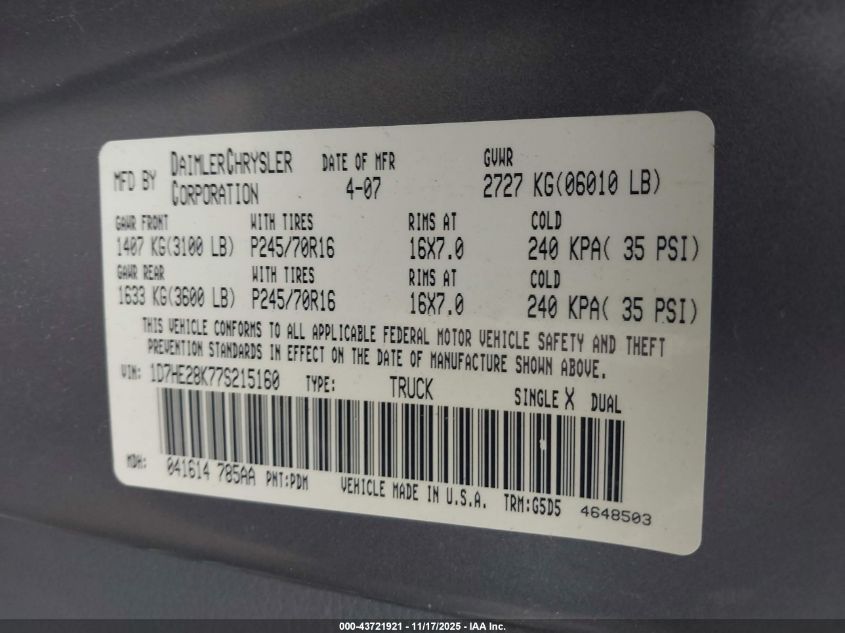 MFD BY DAIMLERCHRYSLER CORPORATION DATE OF MFR 4-07 GVWR 2727 KG(06010 LB)
GAWR FRONT WITH TIRES RIMS AT COLD
1407 KG(3100 LB) P245/70R16 16X7.0 240 KPA( 35 PSI)
GAWR REAR WITH TIRES RIMS AT COLD
1633 KG(3600 LB) P245/70R16 16X7.0 240 KPA( 35 PSI)
THIS VEHICLE CONFORMS TO ALL APPLICABLE FEDERAL MOTOR VEHICLE SAFETY AND THEFT
PREVENTION STANDARDS IN EFFECT ON THE DATE OF MANUFACTURE SHOWN ABOVE.
VIN: 1D7HE28K77S215160 TYPE: TRUCK SINGLE X DUAL
MDH: 041614 785AA PNT:PDM VEHICLE MADE IN U.S.A. TRM:G5D5 4648503
000-43721921 - 11/17/2025 - IAA Inc.